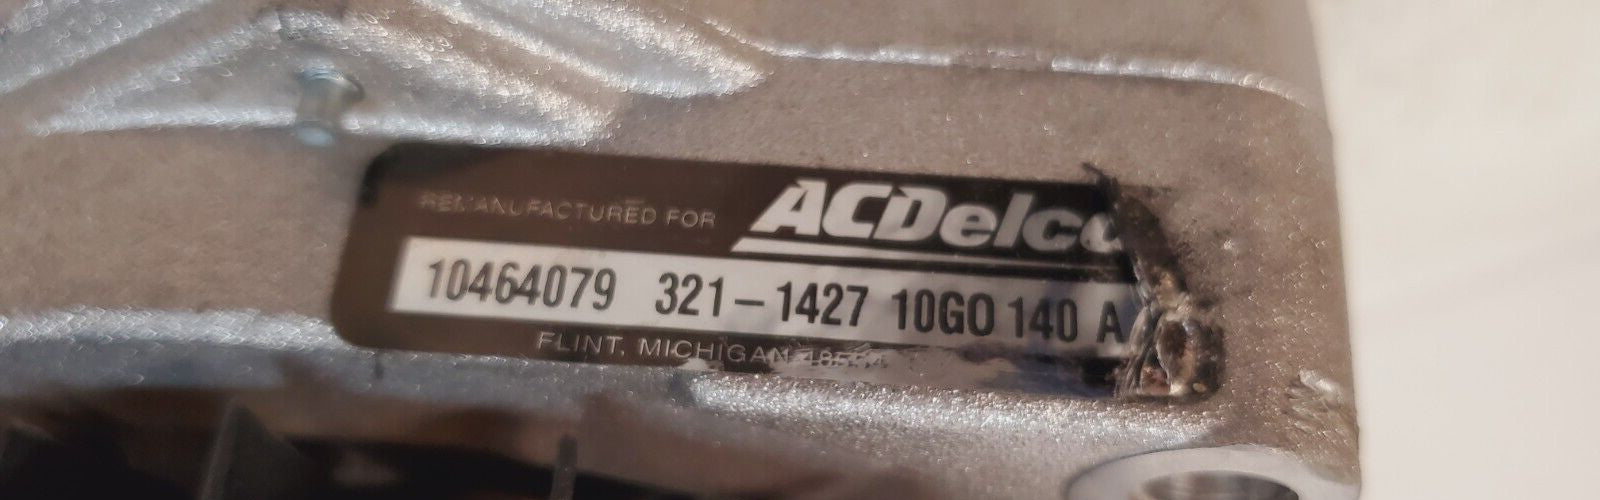 REMANUFACTURED FOR ACDelco
10464079 321-1427 10GO 140 A
FLINT, MICHIGAN